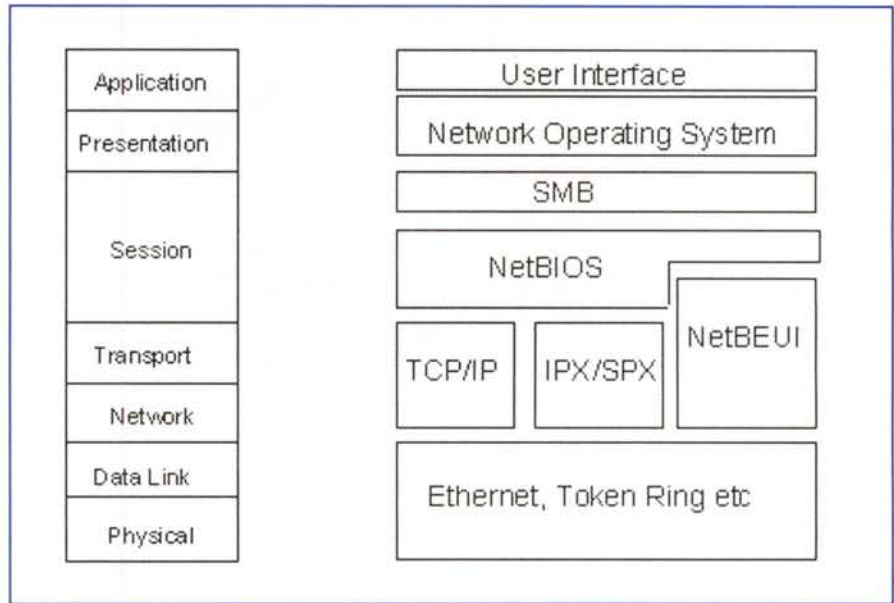 Application
Presentation
Session
Transport
Network
Data Link
Physical
User Interface
Network Operating System
SMB
NetBIOS
NetBEUI
TCP/IP
IPX/SPX
Ethernet, Token Ring etc